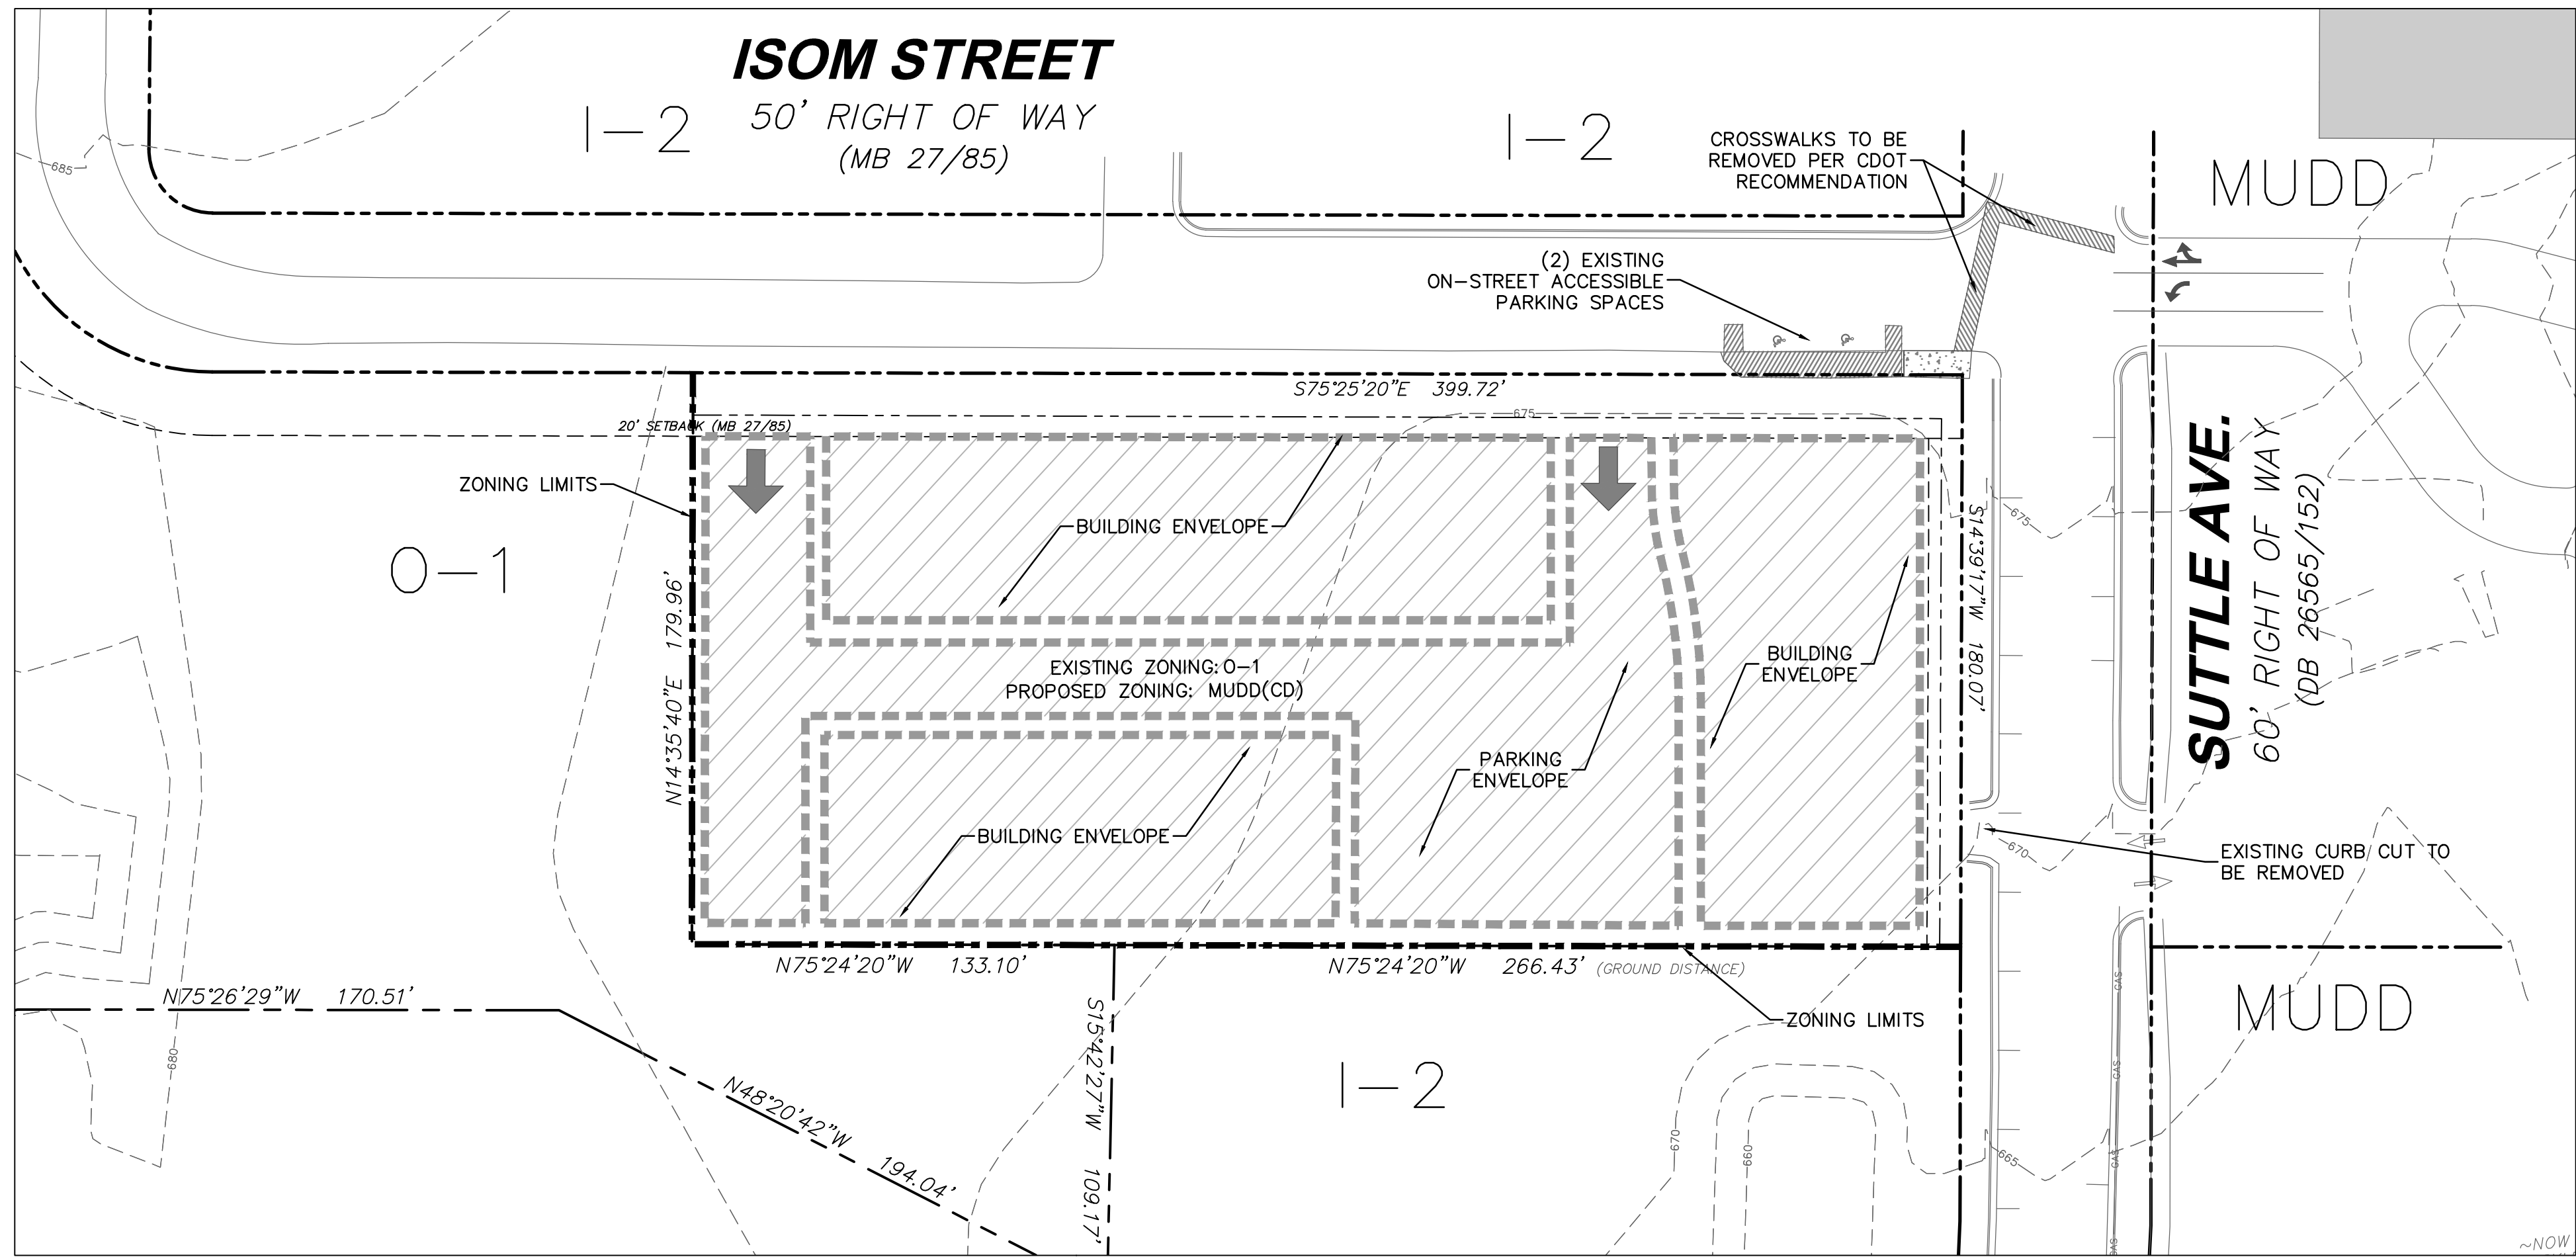 ISOM STREET
50' RIGHT OF WAY
(MB 27/85)
I-2
I-2
CROSSWALKS TO BE
REMOVED PER CDOT
RECOMMENDATION
MUDD
685
(2) EXISTING
ON-STREET ACCESSIBLE
PARKING SPACES
S75°25'20"E 399.72'
675
20' SETBACK (MB 27/85)
ZONING LIMITS
BUILDING ENVELOPE
O-1
N14°35'40"E 179.96'
EXISTING ZONING: O-1
PROPOSED ZONING: MUDD(CD)
BUILDING
ENVELOPE
S14°39'17"W 180.07'
675
SUTTLE AVE.
60' RIGHT OF WAY
(DB 26565/152)
PARKING
ENVELOPE
BUILDING ENVELOPE
670
EXISTING CURB CUT TO
BE REMOVED
N75°24'20"W 133.10'
N75°24'20"W 266.43' (GROUND DISTANCE)
N75°26'29"W 170.51'
ZONING LIMITS
MUDD
680
S15°42'27"W 109.17'
I-2
N48°20'42"W 194.04'
670
660
665
GAS
GAS
GAS
GAS
~NOW